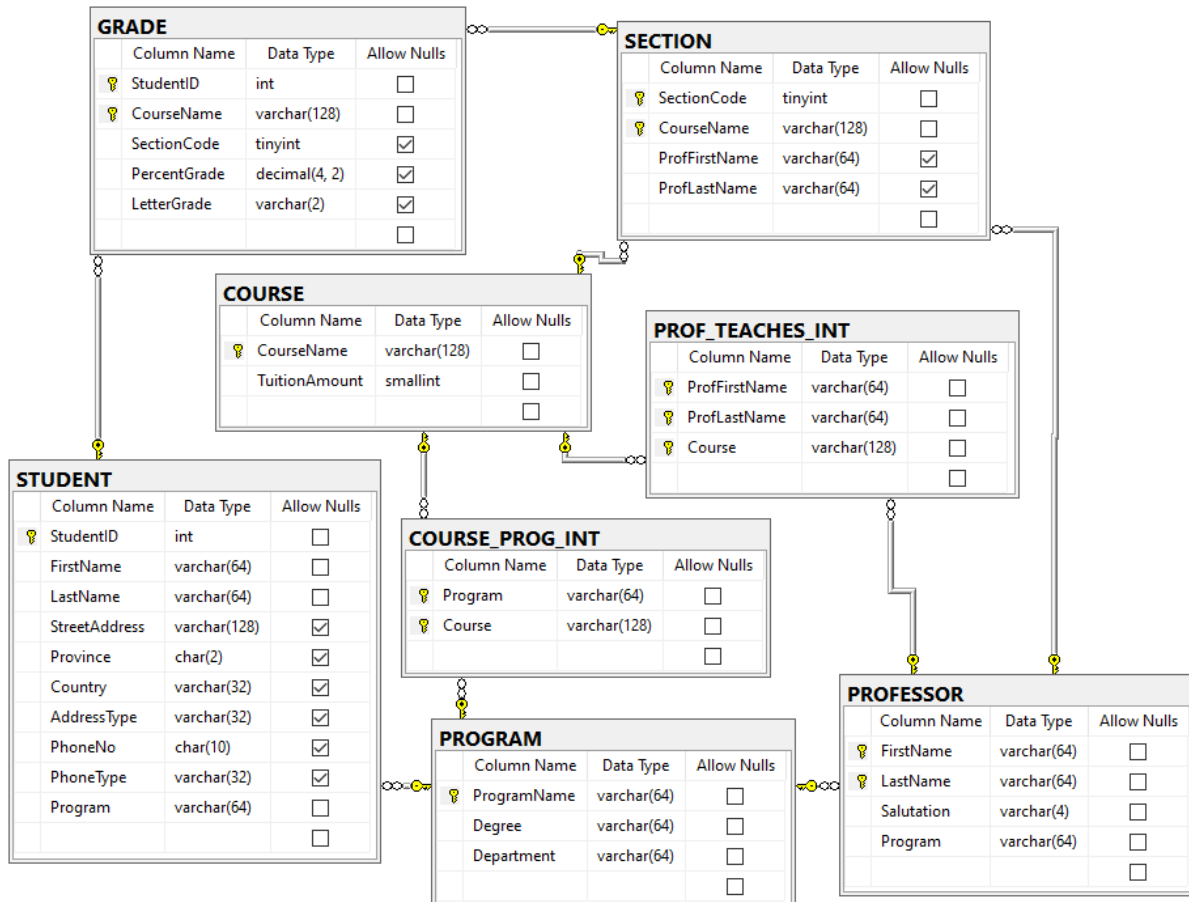 GRADE
Column Name Data Type Allow Nulls
StudentID int
CourseName varchar(128)
SectionCode tinyint
PercentGrade decimal(4, 2)
LetterGrade varchar(2)
SECTION
Column Name Data Type Allow Nulls
SectionCode tinyint
CourseName varchar(128)
ProfFirstName varchar(64)
ProfLastName varchar(64)
COURSE
Column Name Data Type Allow Nulls
CourseName varchar(128)
TuitionAmount smallint
PROF_TEACHES_INT
Column Name Data Type Allow Nulls
ProfFirstName varchar(64)
ProfLastName varchar(64)
Course varchar(128)
STUDENT
Column Name Data Type Allow Nulls
StudentID int
FirstName varchar(64)
LastName varchar(64)
StreetAddress varchar(128)
Province char(2)
Country varchar(32)
AddressType varchar(32)
PhoneNo char(10)
PhoneType varchar(32)
Program varchar(64)
COURSE_PROG_INT
Column Name Data Type Allow Nulls
Program varchar(64)
Course varchar(128)
PROGRAM
Column Name Data Type Allow Nulls
ProgramName varchar(64)
Degree varchar(64)
Department varchar(64)
PROFESSOR
Column Name Data Type Allow Nulls
FirstName varchar(64)
LastName varchar(64)
Salutation varchar(4)
Program varchar(64)